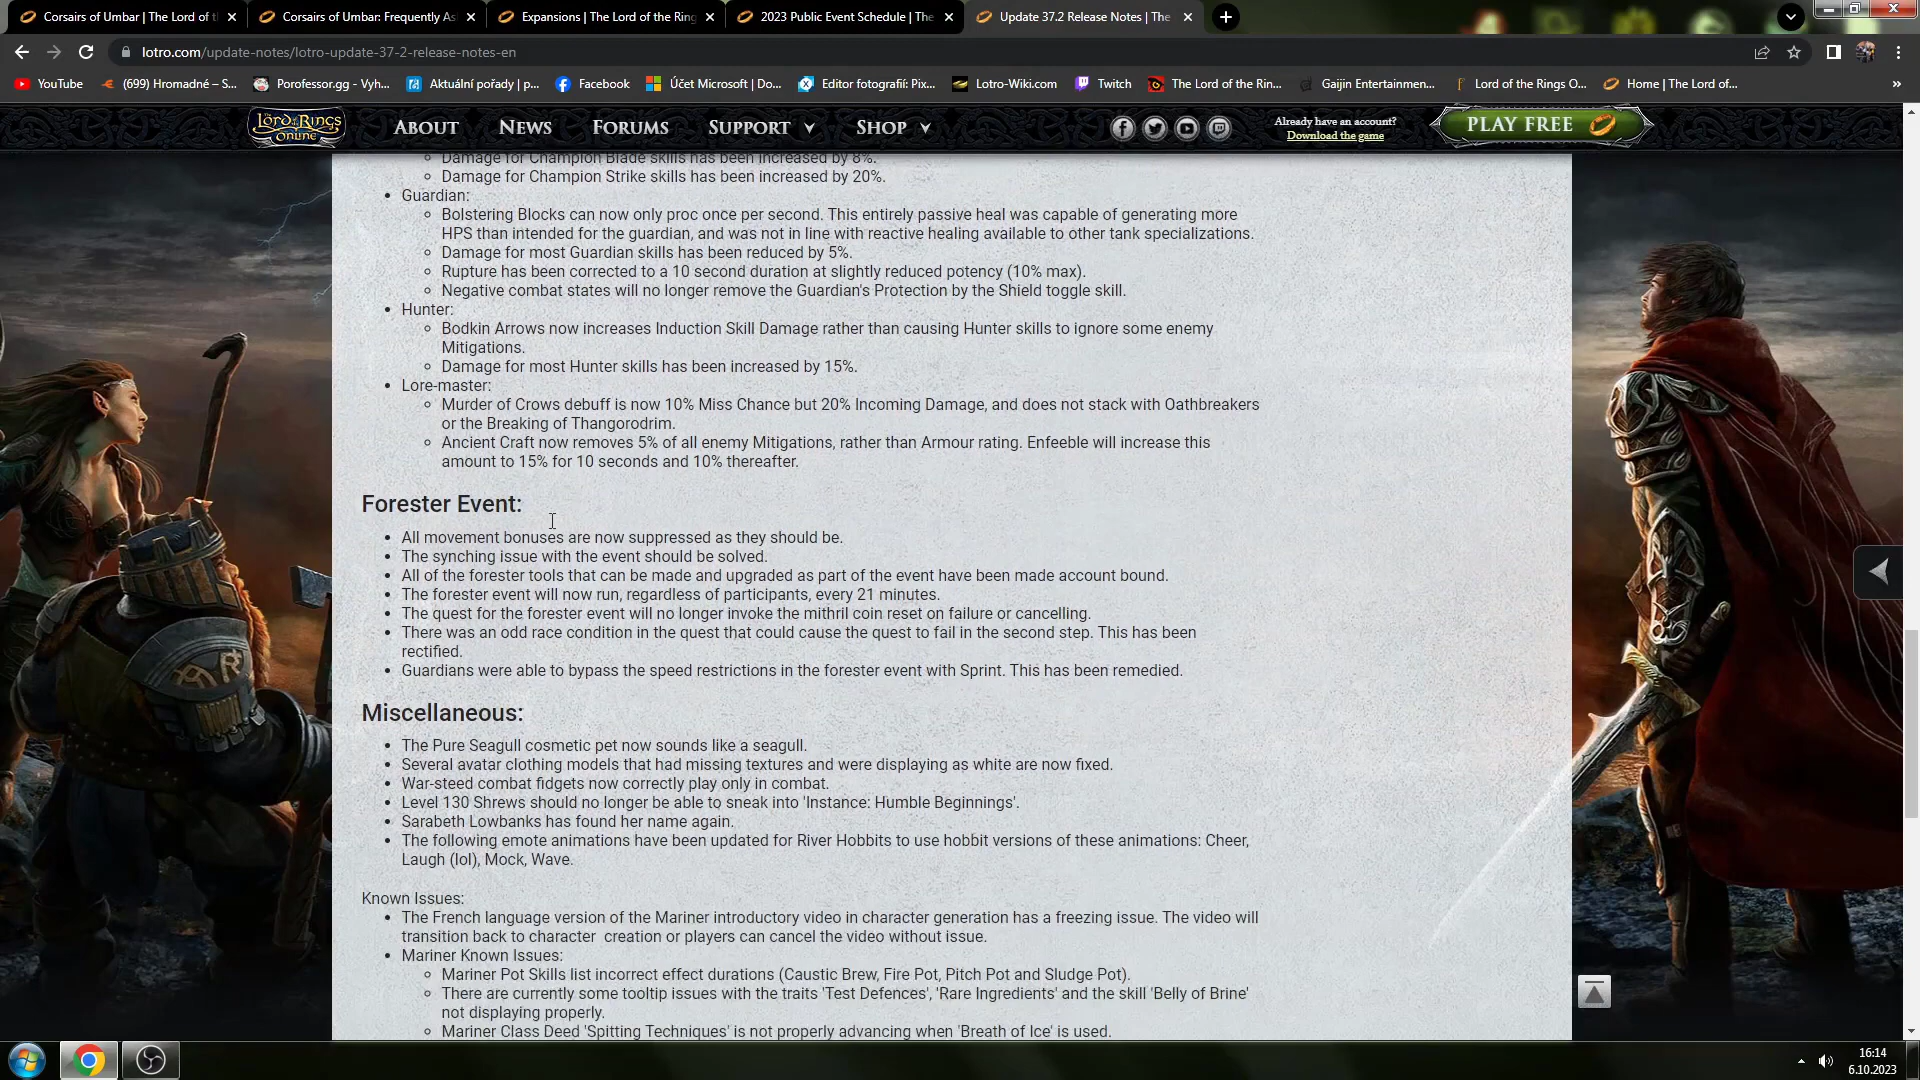 Corsairs of Umbar | The Lord of t
Corsairs of Umbar: Frequently As
Expansions | The Lord of the Ring
2023 Public Event Schedule | The
Update 37.2 Release Notes | The
lotro.com/update-notes/lotro-update-37-2-release-notes-en
YouTube
(699) Hromadné – S...
Porofessor.gg - Vyh...
Aktuální pořady | p...
Facebook
Účet Microsoft | Do...
Editor fotografií: Pix...
Lotro-Wiki.com
Twitch
The Lord of the Rin...
Gaijin Entertainmen...
Lord of the Rings O...
Home | The Lord of...
»
The Lord of the Rings Online
About
News
Forums
Support
Shop
Already have an account?
Download the game
PLAY FREE
Damage for Champion Blade skills has been increased by 8%.
Damage for Champion Strike skills has been increased by 20%.
Guardian:
Bolstering Blocks can now only proc once per second. This entirely passive heal was capable of generating more
HPS than intended for the guardian, and was not in line with reactive healing available to other tank specializations.
Damage for most Guardian skills has been reduced by 5%.
Rupture has been corrected to a 10 second duration at slightly reduced potency (10% max).
Negative combat states will no longer remove the Guardian's Protection by the Shield toggle skill.
Hunter:
Bodkin Arrows now increases Induction Skill Damage rather than causing Hunter skills to ignore some enemy
Mitigations.
Damage for most Hunter skills has been increased by 15%.
Lore-master:
Murder of Crows debuff is now 10% Miss Chance but 20% Incoming Damage, and does not stack with Oathbreakers
or the Breaking of Thangorodrim.
Ancient Craft now removes 5% of all enemy Mitigations, rather than Armour rating. Enfeeble will increase this
amount to 15% for 10 seconds and 10% thereafter.
Forester Event:
All movement bonuses are now suppressed as they should be.
The synching issue with the event should be solved.
All of the forester tools that can be made and upgraded as part of the event have been made account bound.
The forester event will now run, regardless of participants, every 21 minutes.
The quest for the forester event will no longer invoke the mithril coin reset on failure or cancelling.
There was an odd race condition in the quest that could cause the quest to fail in the second step. This has been
rectified.
Guardians were able to bypass the speed restrictions in the forester event with Sprint. This has been remedied.
Miscellaneous:
The Pure Seagull cosmetic pet now sounds like a seagull.
Several avatar clothing models that had missing textures and were displaying as white are now fixed.
War-steed combat fidgets now correctly play only in combat.
Level 130 Shrews should no longer be able to sneak into 'Instance: Humble Beginnings'.
Sarabeth Lowbanks has found her name again.
The following emote animations have been updated for River Hobbits to use hobbit versions of these animations: Cheer,
Laugh (lol), Mock, Wave.
Known Issues:
The French language version of the Mariner introductory video in character generation has a freezing issue. The video will
transition back to character creation or players can cancel the video without issue.
Mariner Known Issues:
Mariner Pot Skills list incorrect effect durations (Caustic Brew, Fire Pot, Pitch Pot and Sludge Pot).
There are currently some tooltip issues with the traits 'Test Defences', 'Rare Ingredients' and the skill 'Belly of Brine'
not displaying properly.
Mariner Class Deed 'Spitting Techniques' is not properly advancing when 'Breath of Ice' is used.
16:14
6.10.2023